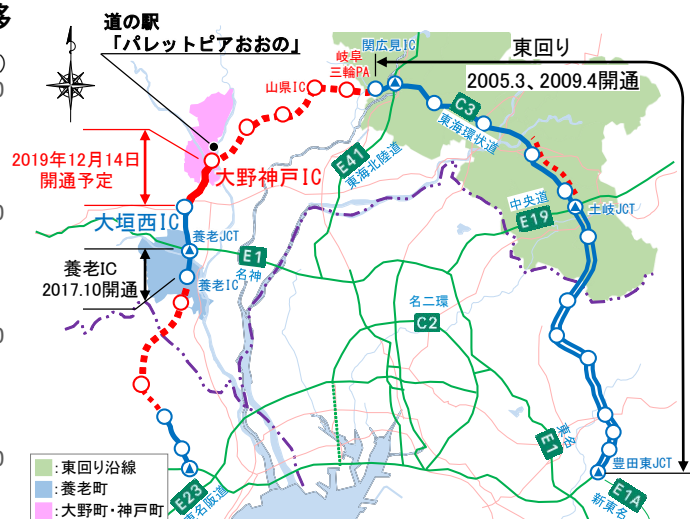 移
)
0
0
0
0
道の駅
「パレットピアおおの」
関広見IC
岐阜
三輪PA
山県IC
東回り
2005.3、2009.4開通
C3
東海環状道
E41
東海北陸道
2019年12月14日
開通予定
大野神戸IC
大垣西IC
中央道
E19
土岐JCT
養老JCT
E1
名神
養老IC
2017.10開通
養老IC
名二環
C2
E1
東名
豊田東JCT
E1A
新東名
E23
東名阪道
:東回り沿線
:養老町
:大野町・神戸町